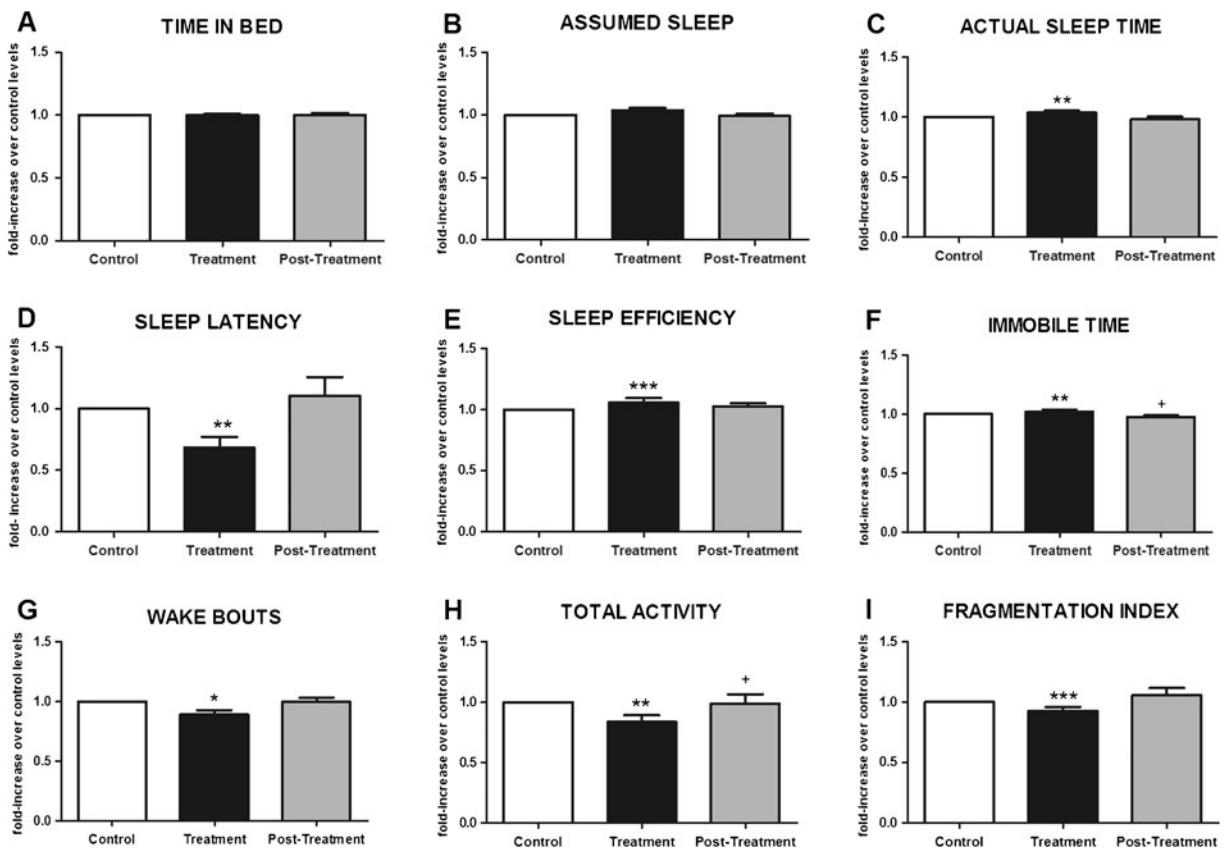 A
TIME IN BED
fold-increase over control levels
1.5
1.0
0.5
0.0
Control Treatment Post-Treatment
B
ASSUMED SLEEP
fold-increase over control levels
1.5
1.0
0.5
0.0
Control Treatment Post-Treatment
C
ACTUAL SLEEP TIME
fold-increase over control levels
1.5
1.0
0.5
0.0
**
Control Treatment Post-Treatment
D
SLEEP LATENCY
fold-increase over control levels
1.5
1.0
0.5
0.0
**
Control Treatment Post-Treatment
E
SLEEP EFFICIENCY
fold-increase over control levels
1.5
1.0
0.5
0.0
***
Control Treatment Post-Treatment
F
IMMOBILE TIME
fold-increase over control levels
1.5
1.0
0.5
0.0
** +
Control Treatment Post-Treatment
G
WAKE BOUTS
fold-increase over control levels
1.5
1.0
0.5
0.0
*
Control Treatment Post-Treatment
H
TOTAL ACTIVITY
fold-increase over control levels
1.5
1.0
0.5
0.0
** +
Control Treatment Post-Treatment
I
FRAGMENTATION INDEX
fold-increase over control levels
1.5
1.0
0.5
0.0
***
Control Treatment Post-Treatment